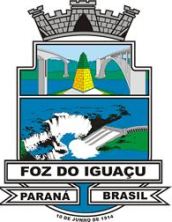 FOZ DO IGUAÇU
PARANÁ BRASIL
10 DE JUNHO DE 1914